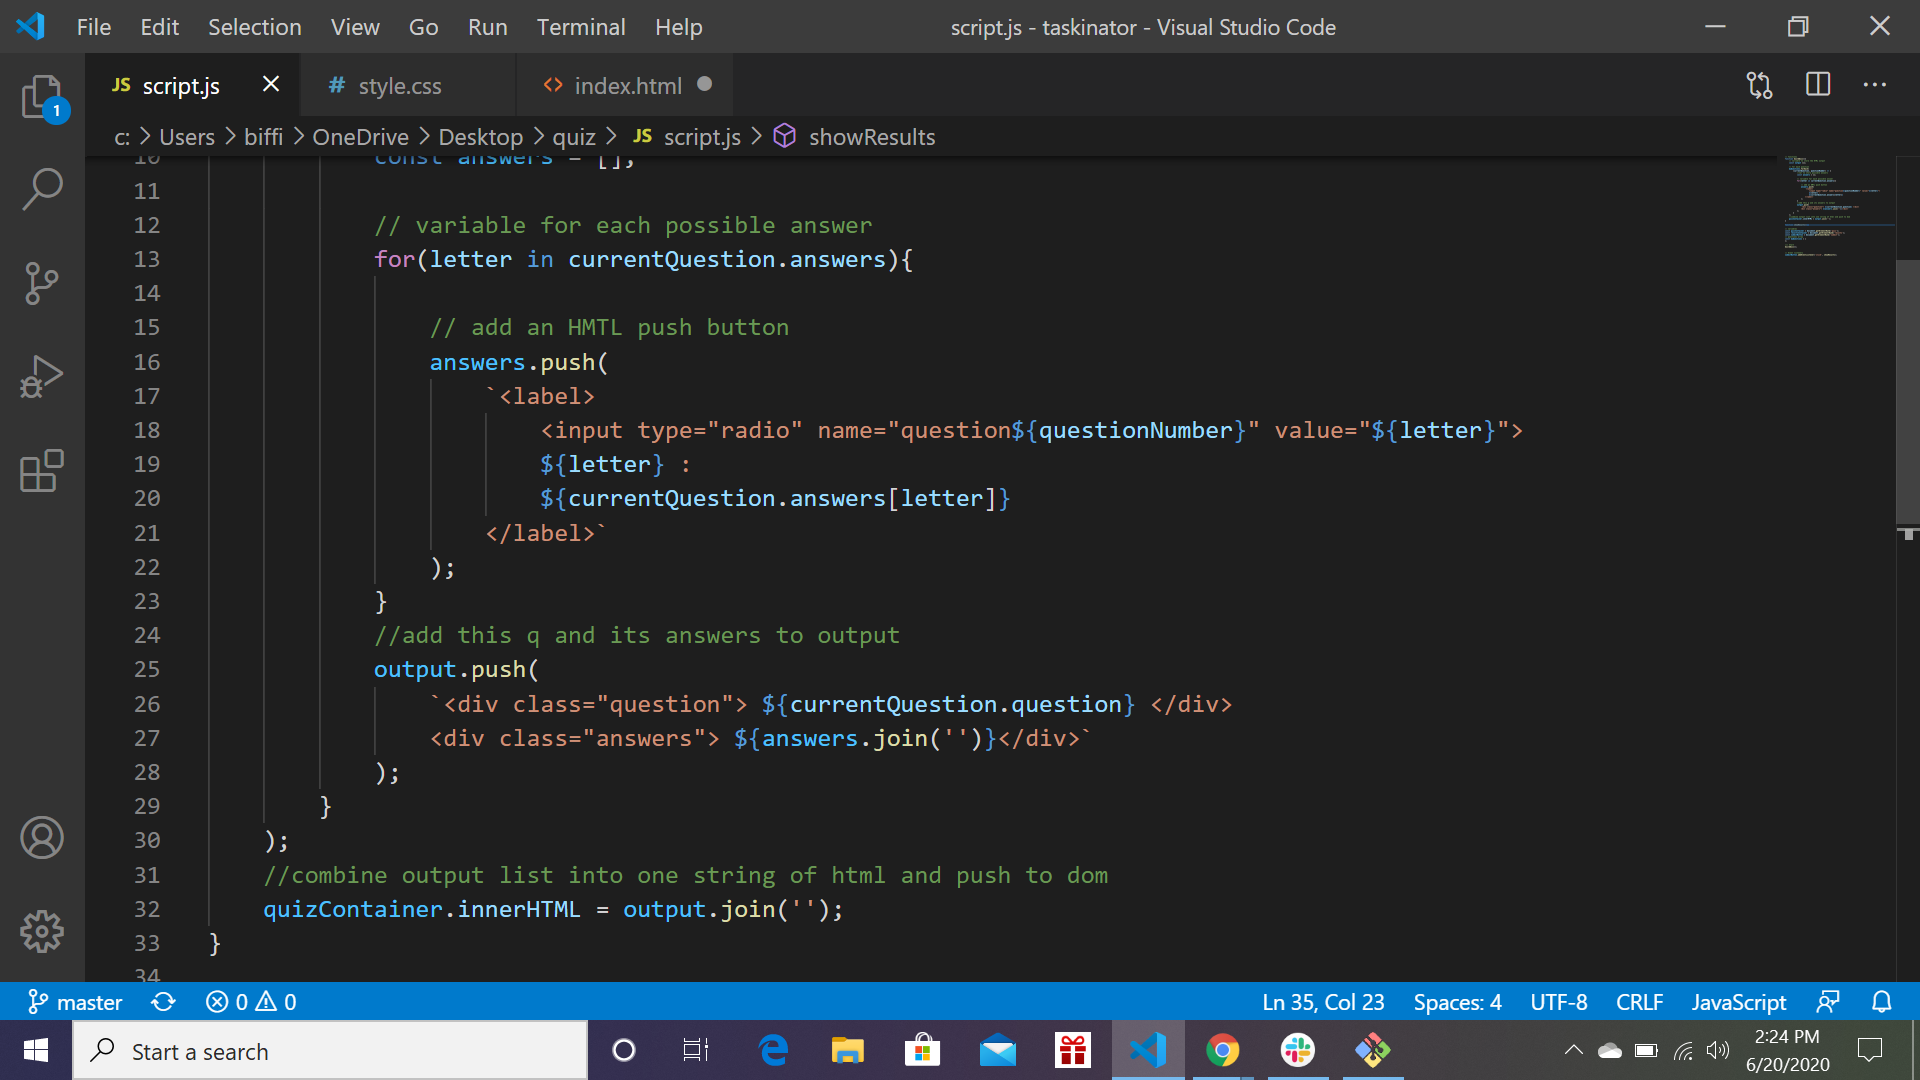 File Edit Selection View Go Run Terminal Help script.js - taskinator - Visual Studio Code
JS script.js # style.css <> index.html
1
c: > Users > biffi > OneDrive > Desktop > quiz > JS script.js > showResults
10 const answers = [];
11
12 // variable for each possible answer
13 for(letter in currentQuestion.answers){
14
15 // add an HMTL push button
16 answers.push(
17 `<label>
18 <input type="radio" name="question${questionNumber}" value="${letter}">
19 ${letter} :
20 ${currentQuestion.answers[letter]}
21 </label>`
22 );
23 }
24 //add this q and its answers to output
25 output.push(
26 `<div class="question"> ${currentQuestion.question} </div>
27 <div class="answers"> ${answers.join('')}</div>`
28 );
29 }
30 );
31 //combine output list into one string of html and push to dom
32 quizContainer.innerHTML = output.join('');
33 }
34
master 0 0 Ln 35, Col 23 Spaces: 4 UTF-8 CRLF JavaScript
Start a search
2:24 PM
6/20/2020